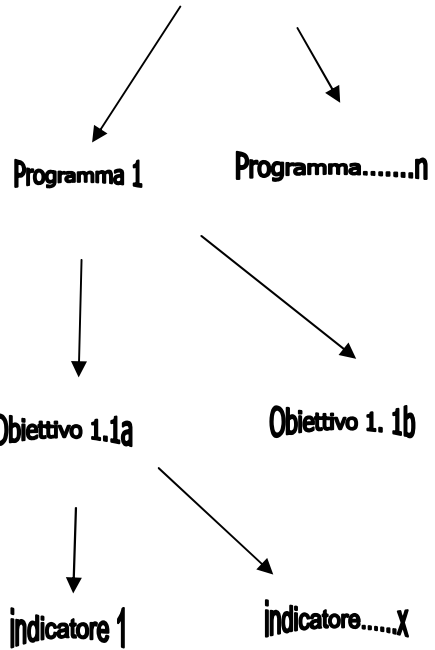 Programma 1
Programma.......n
Obiettivo 1.1a
Obiettivo 1. 1b
indicatore 1
indicatore......x